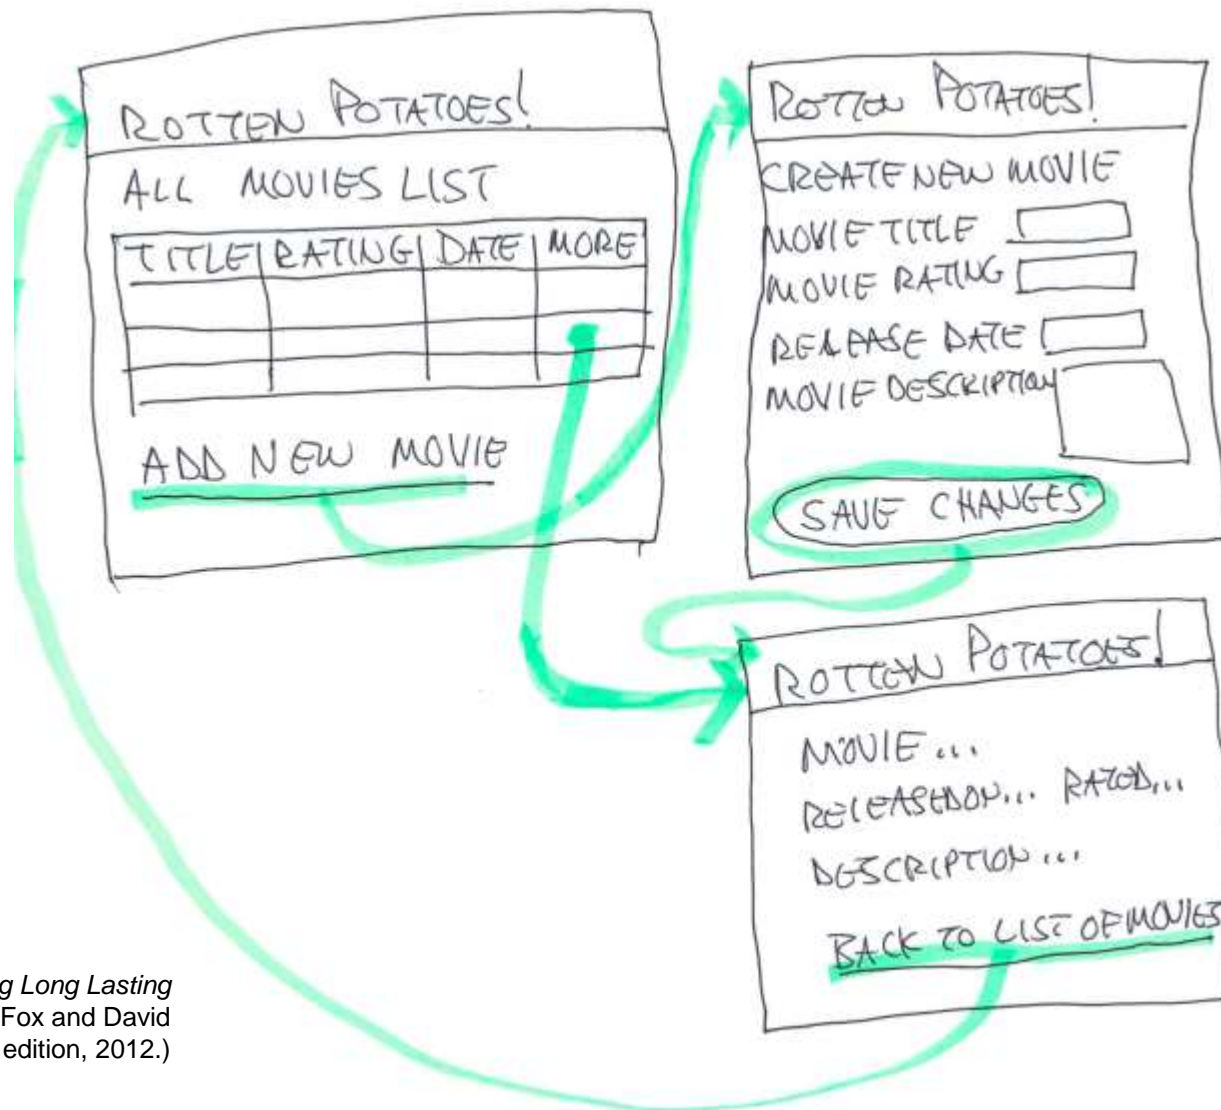 ROTTEN POTATOES!
ALL MOVIES LIST
TITLE RATING DATE MORE
ADD NEW MOVIE
ROTTEN POTATOES!
CREATE NEW MOVIE
MOVIE TITLE
MOVIE RATING
RELEASE DATE
MOVIE DESCRIPTION
SAVE CHANGES
ROTTEN POTATOES!
MOVIE ...
RELEASED ON... RATED...
DESCRIPTION ...
BACK TO LIST OF MOVIES
g Long Lasting
Fox and David
edition, 2012.)